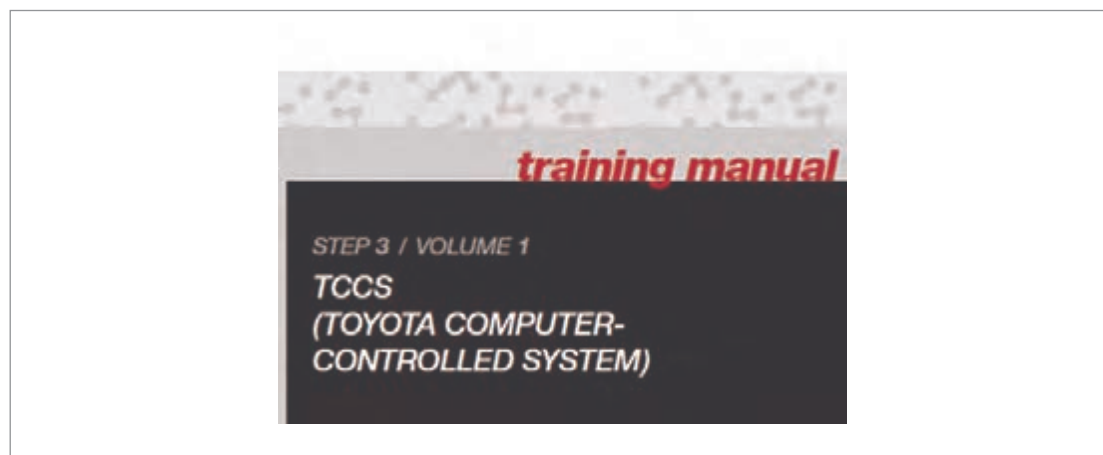 training manual
STEP 3 / VOLUME 1
TCCS
(TOYOTA COMPUTER-
CONTROLLED SYSTEM)